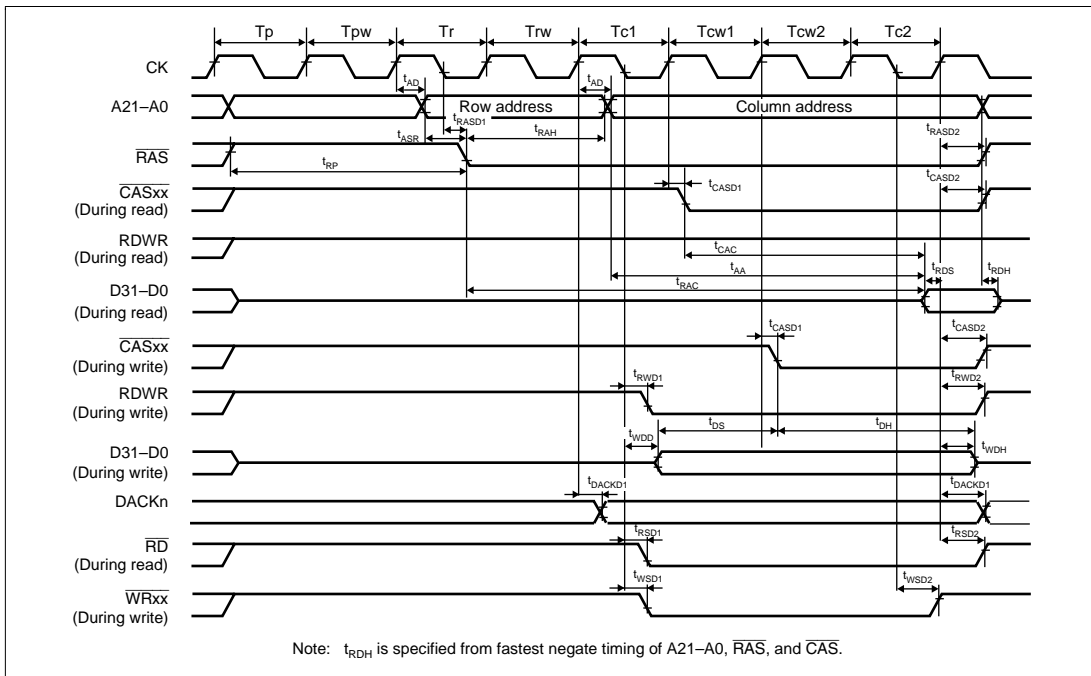 Tp Tpw Tr Trw Tc1 Tcw1 Tcw2 Tc2
CK
tAD tAD
A21–A0 Row address Column address
tRASD1
tASR tRAH tRASD2
RAS
tRP
tCASD1 tCASD2
CASxx
(During read)
RDWR
(During read)
tCAC
tAA
tRDS tRDH
tRAC
D31–D0
(During read)
tCASD1 tCASD2
CASxx
(During write)
tRWD1 tRWD2
RDWR
(During write)
tDS tDH
tWDD tWDH
D31–D0
(During write)
tDACKD1 tDACKD1
DACKn
tRSD1 tRSD2
RD
(During read)
tWSD1 tWSD2
WRxx
(During write)
Note: tRDH is specified from fastest negate timing of A21–A0, RAS, and CAS.